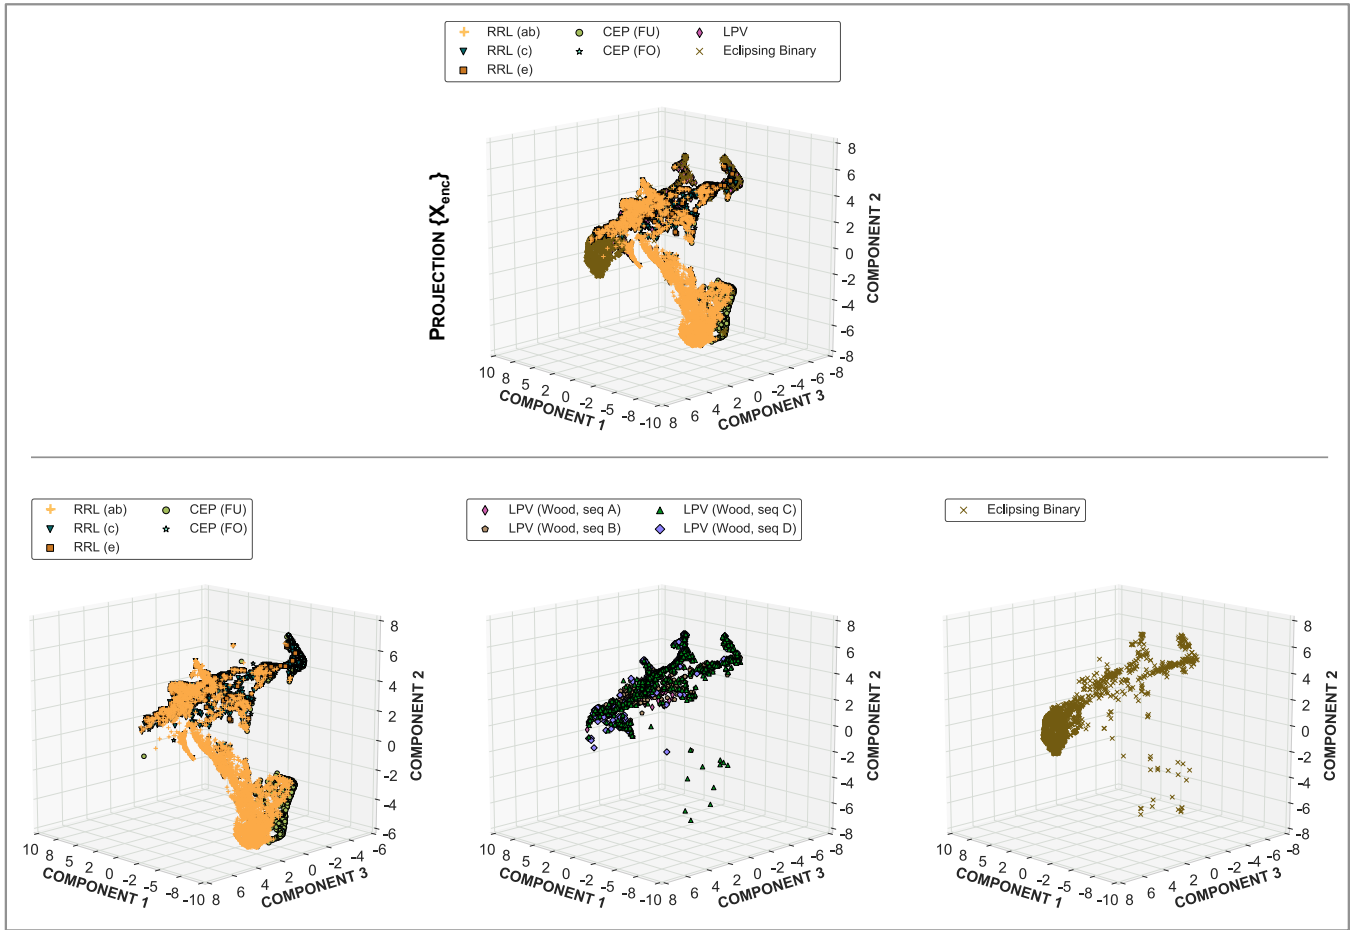 RRL (ab) CEP (FU) LPV
RRL (c) CEP (FO) Eclipsing Binary
RRL (e)
PROJECTION {Xenc}
8
6
4
2
0
-2
-4
-6
-8
COMPONENT 2
10 8 5 2 0 -2 -5 -8 -10
COMPONENT 1
8 6 4 2 0 -2 -4 -6 -8
COMPONENT 3
RRL (ab) CEP (FU)
RRL (c) CEP (FO)
RRL (e)
8
6
4
2
0
-2
-4
-6
COMPONENT 2
10 8 5 2 0 -2 -5 -8 -10
COMPONENT 1
8 6 4 2 0 -2 -4 -6
COMPONENT 3
LPV (Wood, seq A) LPV (Wood, seq C)
LPV (Wood, seq B) LPV (Wood, seq D)
8
6
4
2
0
-2
-4
-6
-8
COMPONENT 2
10 8 5 2 0 -2 -5 -8 -10
COMPONENT 1
8 6 4 2 0 -2 -4 -6 -8
COMPONENT 3
Eclipsing Binary
8
6
4
2
0
-2
-4
-6
-8
COMPONENT 2
10 8 5 2 0 -2 -5 -8 -10
COMPONENT 1
8 6 4 2 0 -2 -4 -6 -8
COMPONENT 3